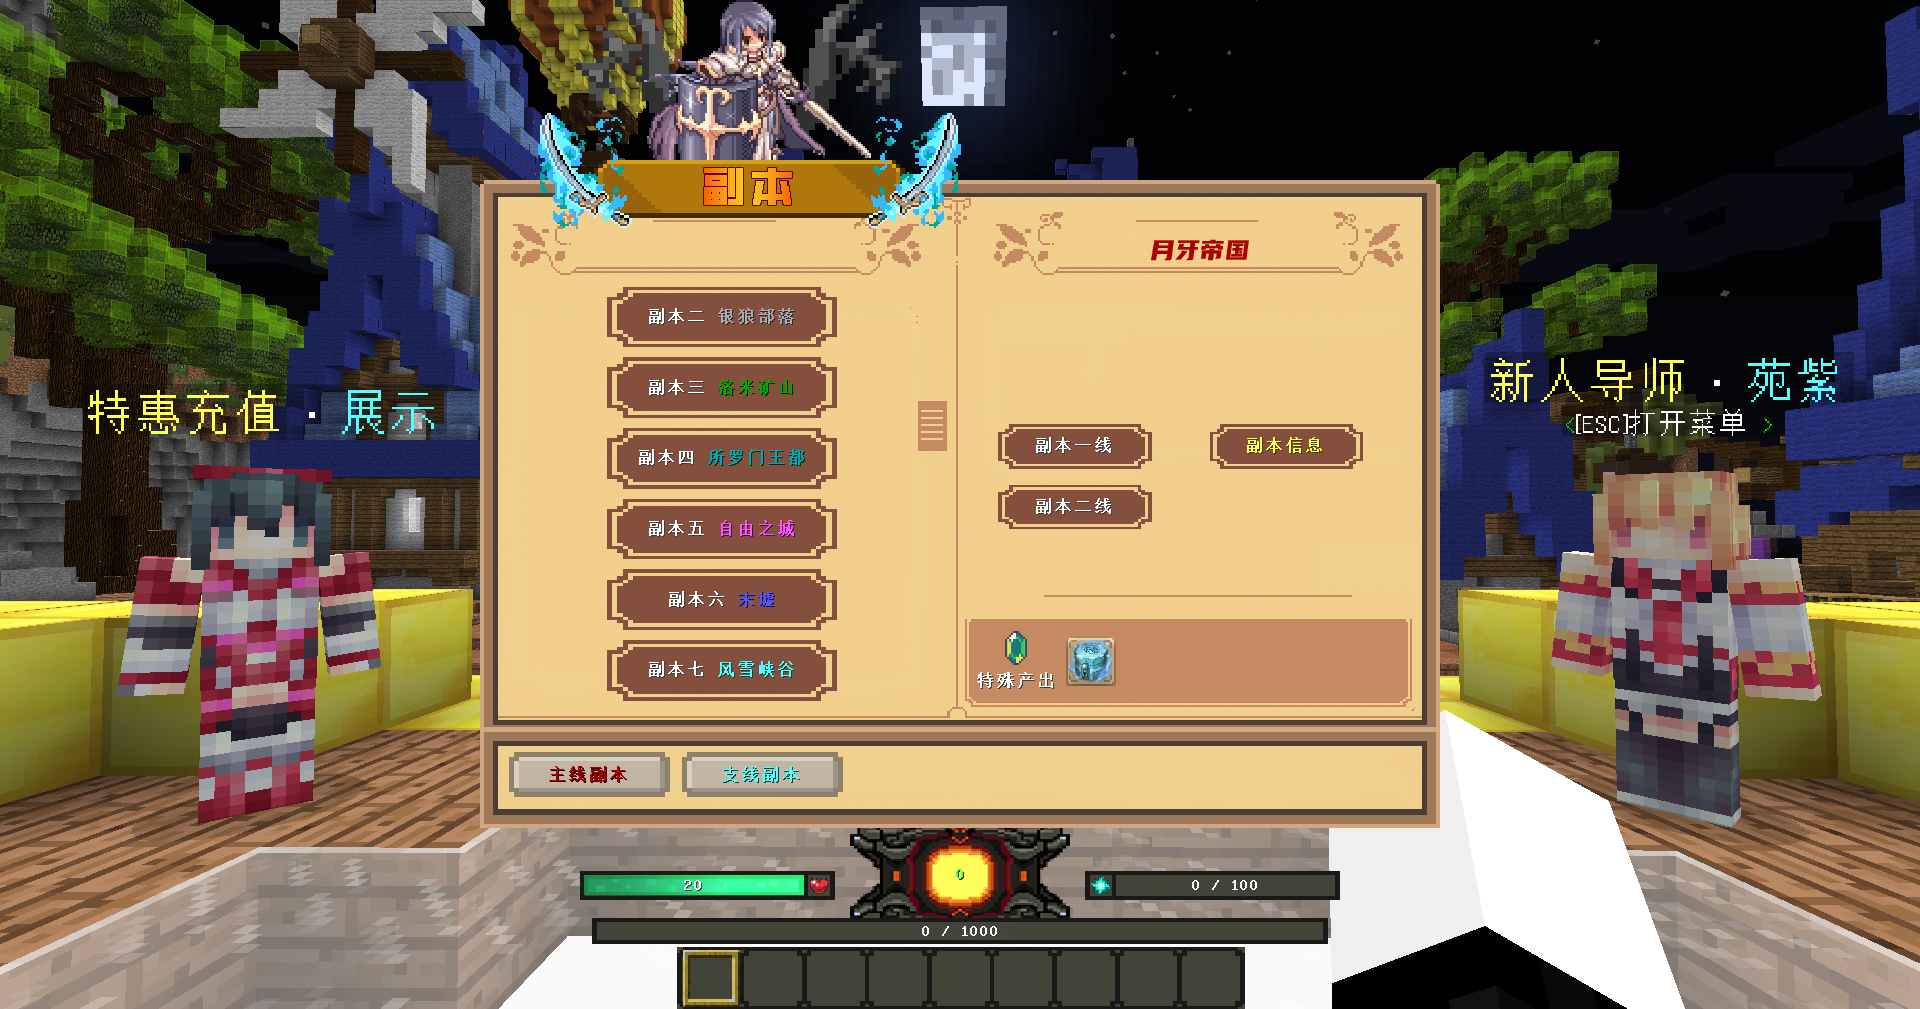 副本
月牙帝国
副本二 银狼部落
副本三 格米矿山
副本四 所罗门王都
副本五 自由之城
副本六 末墟
副本七 风雪峡谷
副本一线
副本信息
副本二线
特殊产出
主线副本
支线副本
特惠充值 · 展示
新人导师 · 苑紫
<[ESC]打开菜单 >
20
0
0 / 100
0 / 1000